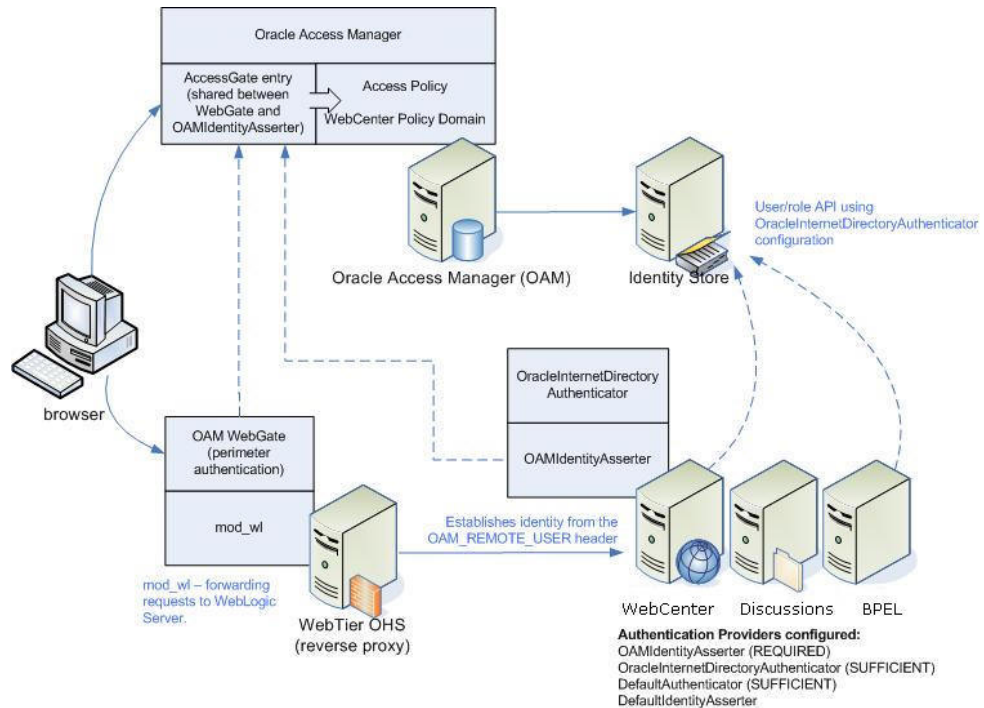 Oracle Access Manager
AccessGate entry
(shared between
WebGate and
OAMIdentityAsserter)
Access Policy
WebCenter Policy Domain
User/role API using
OracleInternetDirectoryAuthenticator
configuration
Oracle Access Manager (OAM)
Identity Store
browser
OracleInternetDirectory
Authenticator
OAMIdentityAsserter
OAM WebGate
(perimeter
authentication)
mod_wl
Establishes identity from the
OAM_REMOTE_USER header
mod_wl – forwarding
requests to WebLogic
Server.
WebTier OHS
(reverse proxy)
WebCenter
Discussions
BPEL
Authentication Providers configured:
OAMIdentityAsserter (REQUIRED)
OracleInternetDirectoryAuthenticator (SUFFICIENT)
DefaultAuthenticator (SUFFICIENT)
DefaultIdentityAsserter